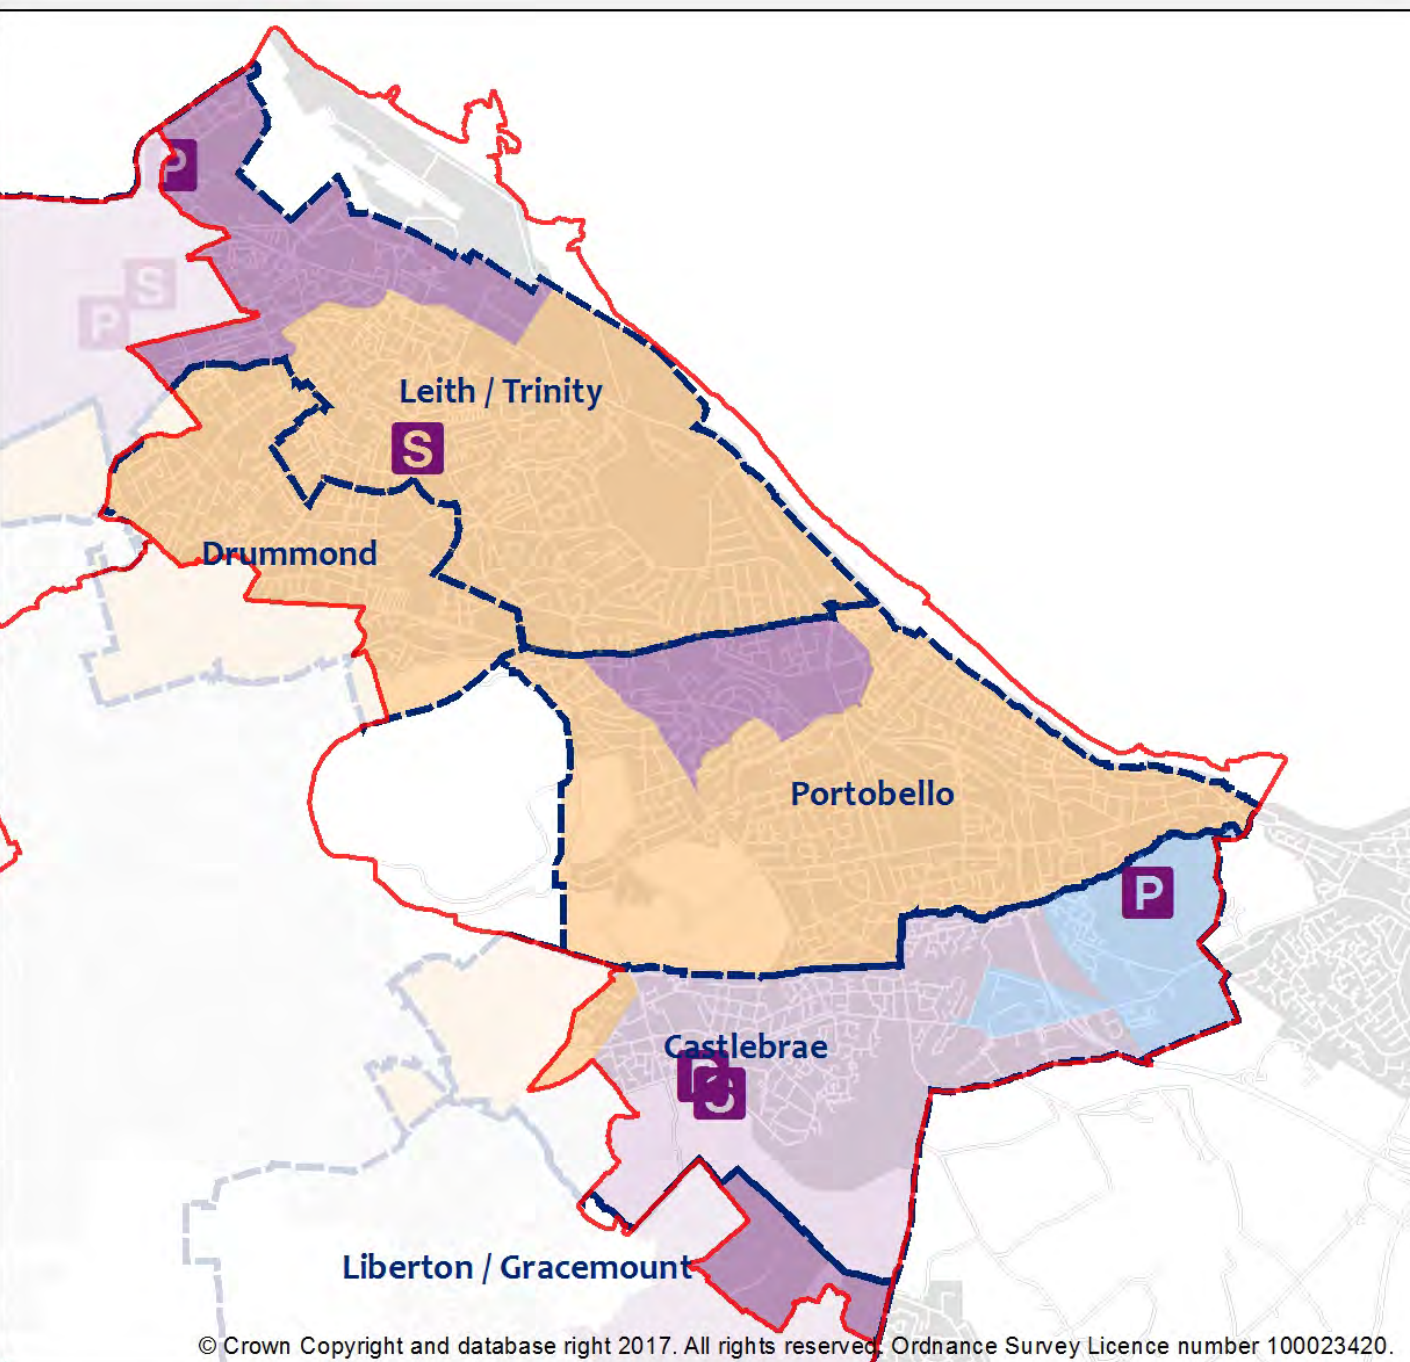 P
S
P
Leith / Trinity
S
Drummond
Portobello
P
Castlebrae
P
S
Liberton / Gracemount
© Crown Copyright and database right 2017. All rights reserved. Ordnance Survey Licence number 100023420.